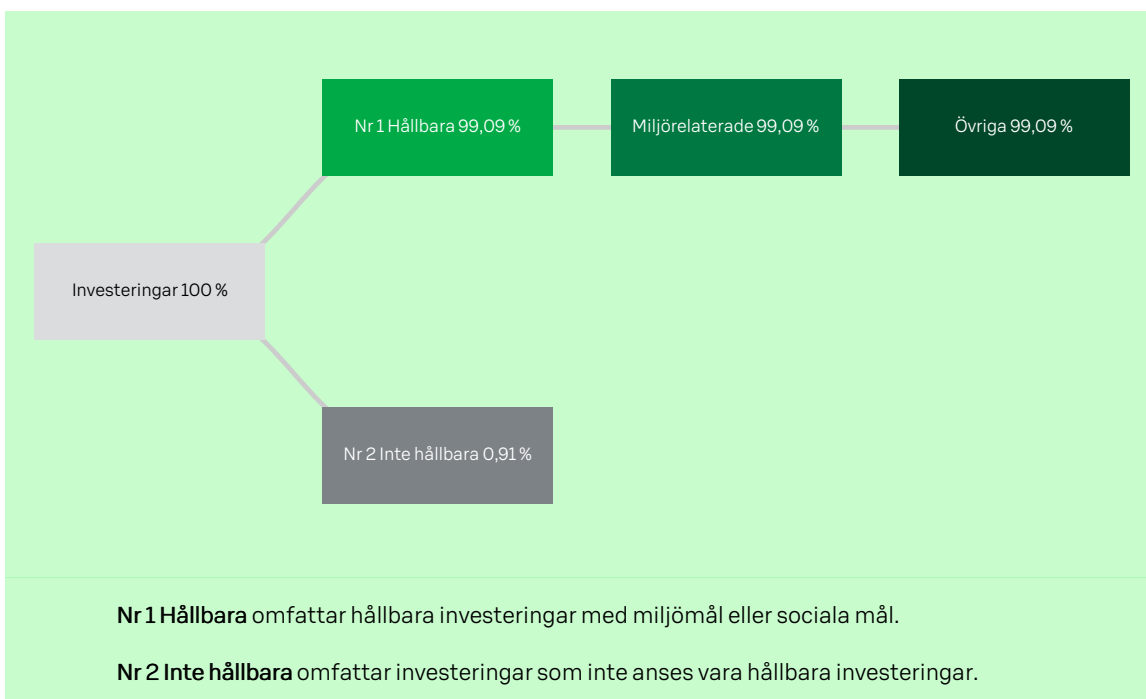 Nr 1 Hållbara 99,09 %
Miljörelaterade 99,09 %
Övriga 99,09 %
Investeringar 100 %
Nr 2 Inte hållbara 0,91 %
Nr 1 Hållbara omfattar hållbara investeringar med miljömål eller sociala mål.
Nr 2 Inte hållbara omfattar investeringar som inte anses vara hållbara investeringar.